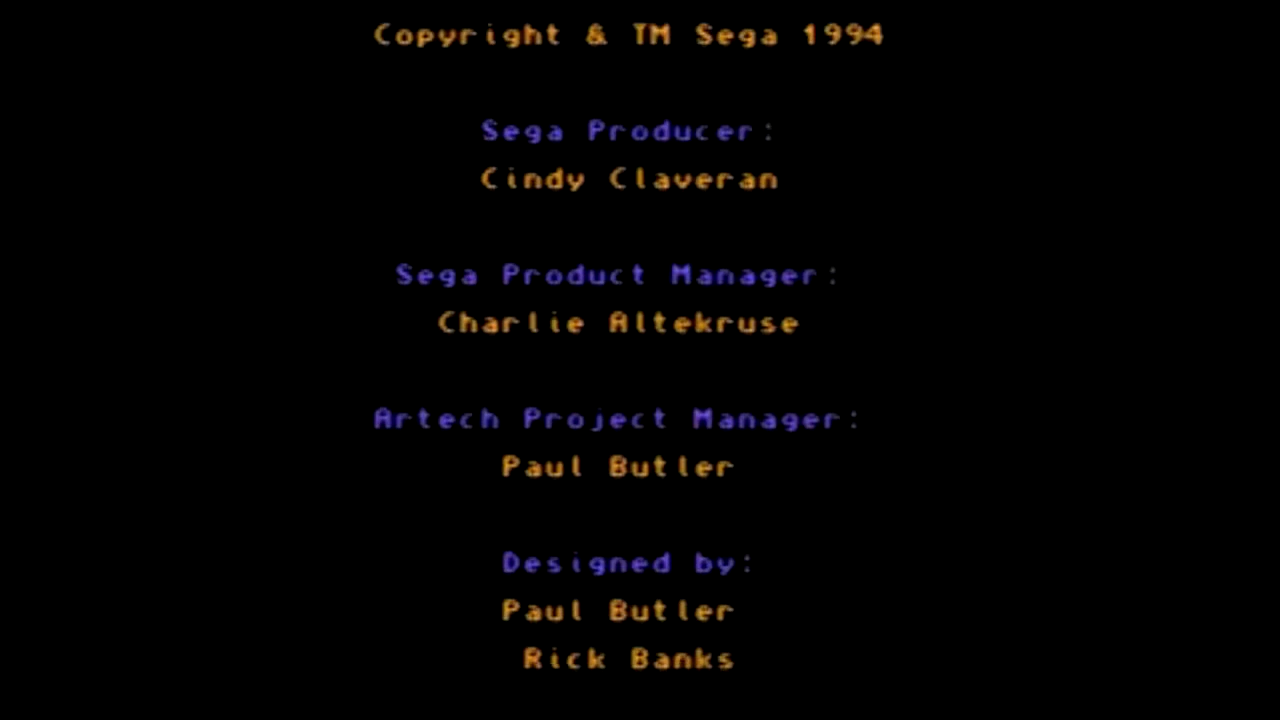 Copyright & TM Sega 1994
Sega Producer:
Cindy Claveran
Sega Product Manager:
Charlie Altekruse
Artech Project Manager:
Paul Butler
Designed by:
Paul Butler
Rick Banks